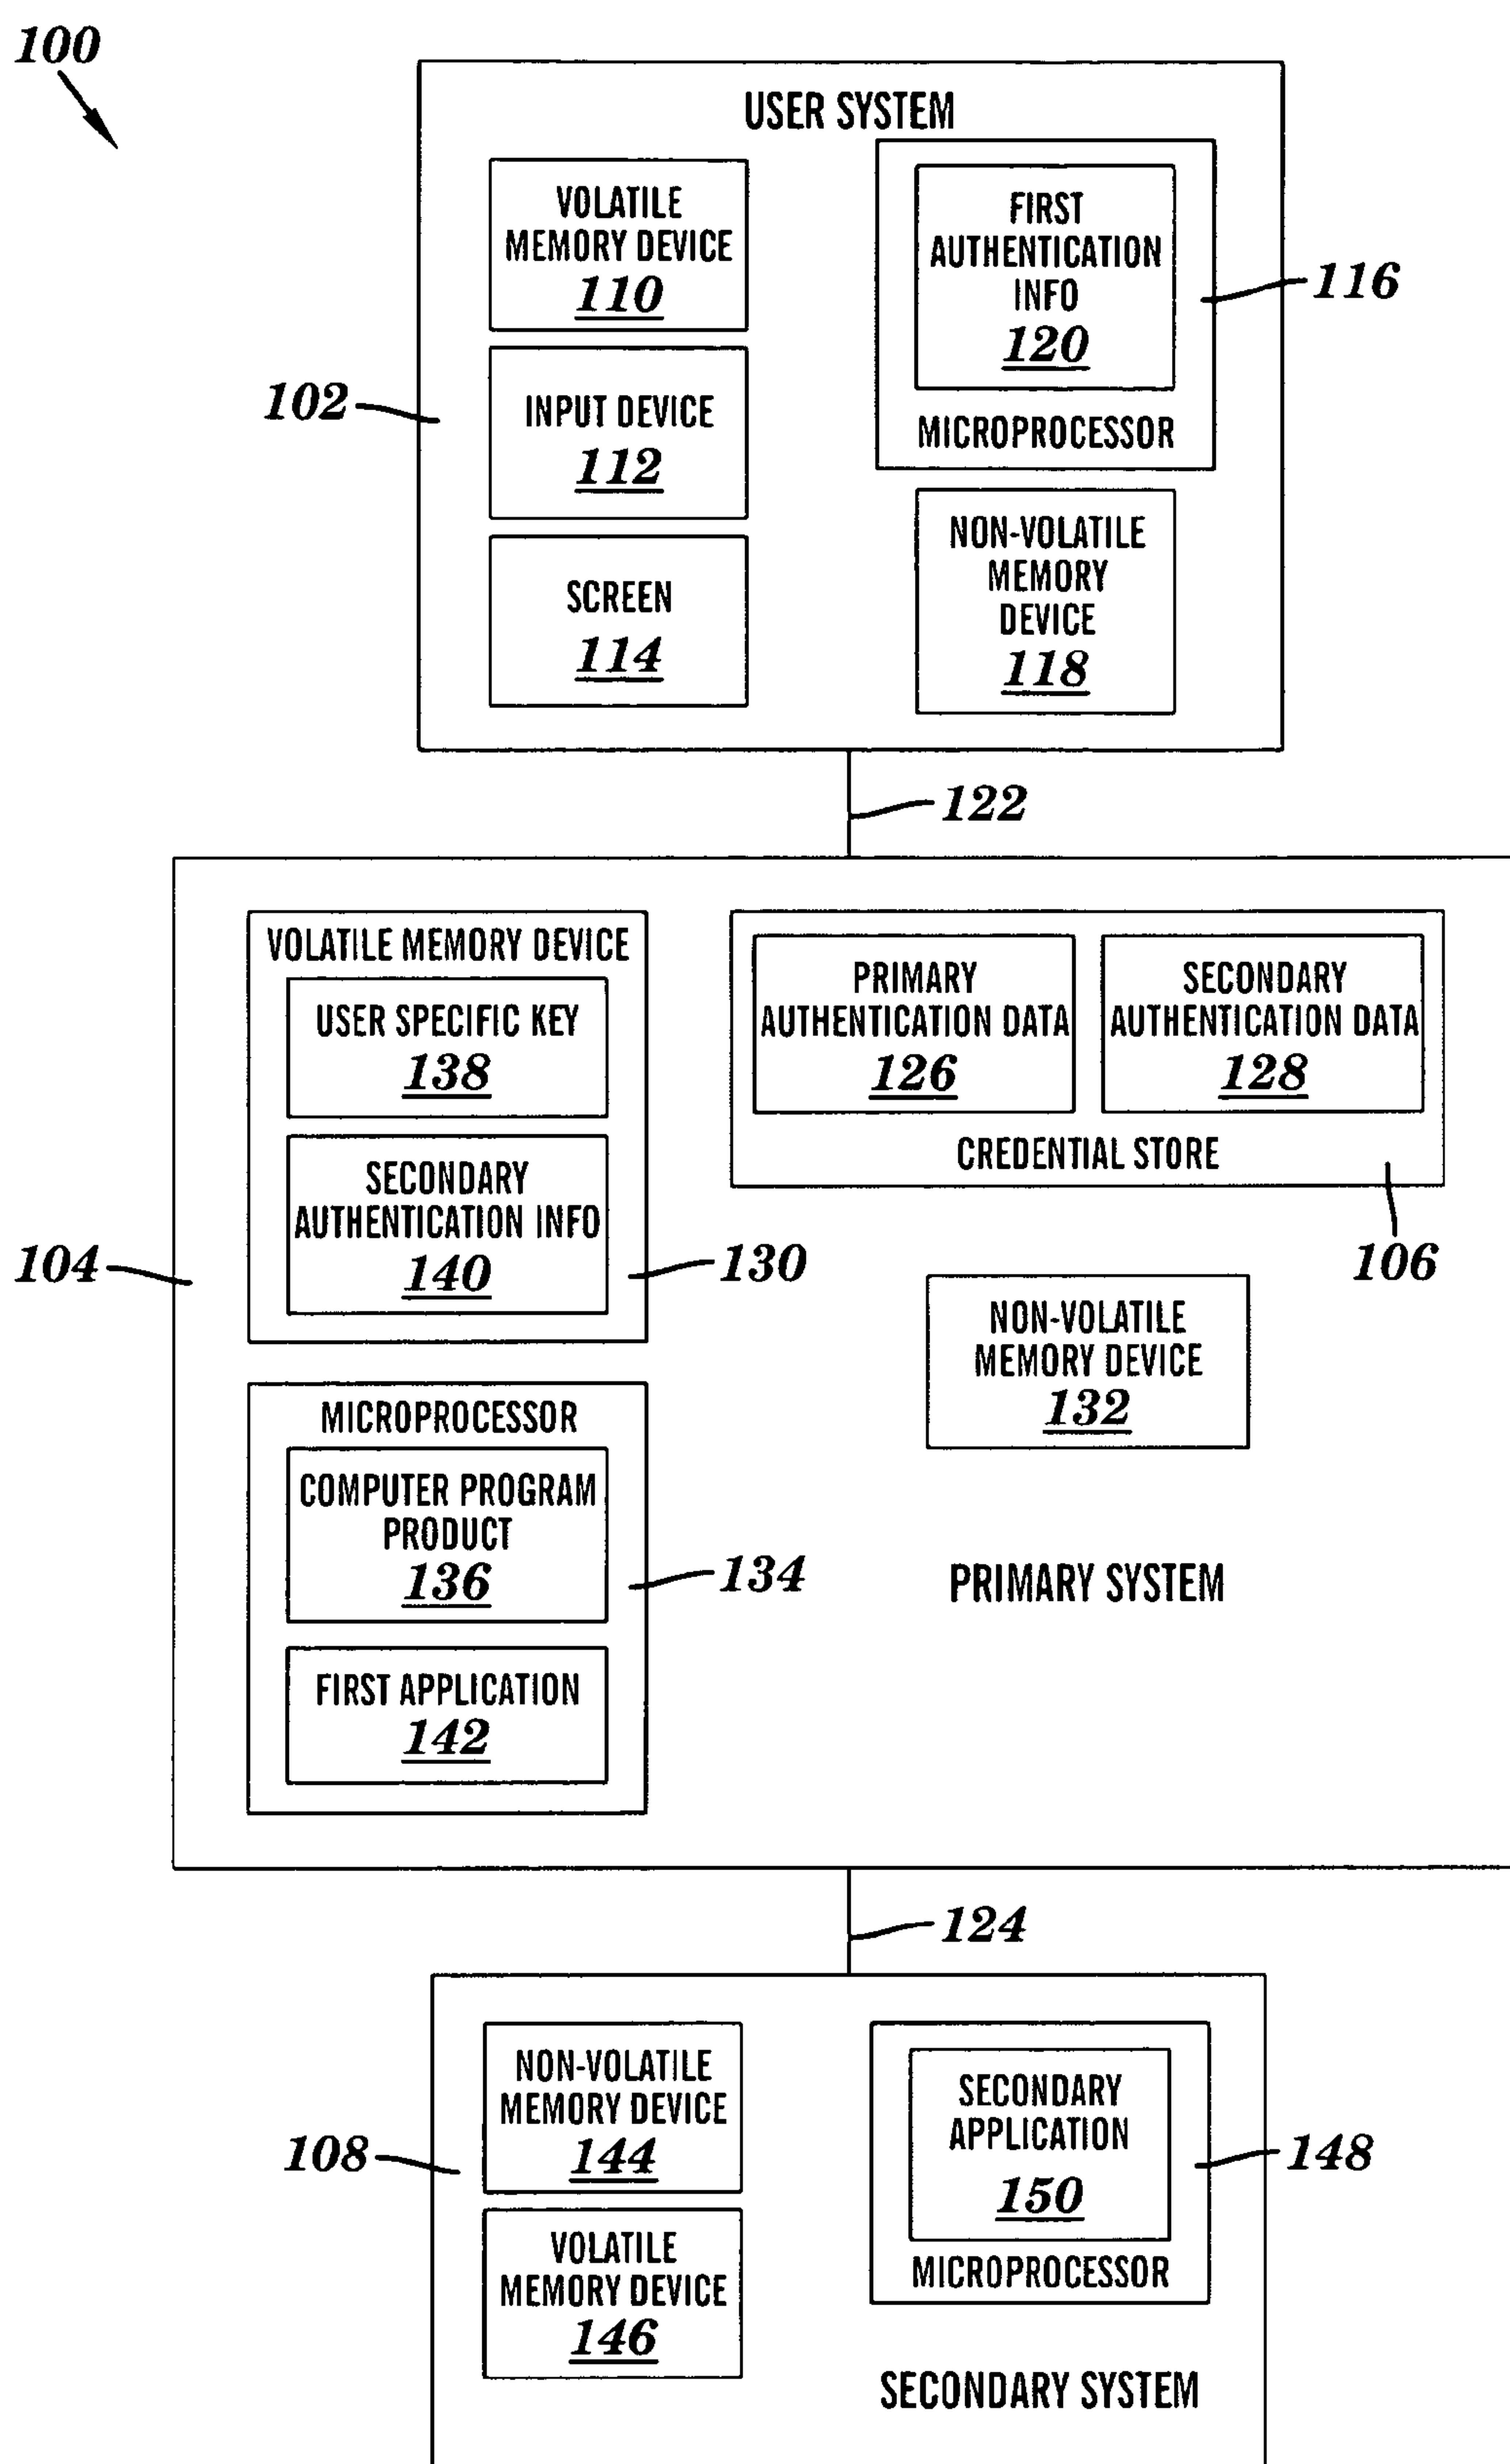 100
USER SYSTEM
VOLATILE
MEMORY DEVICE
110
FIRST
AUTHENTICATION
INFO
120
MICROPROCESSOR
116
102
INPUT DEVICE
112
SCREEN
114
NON-VOLATILE
MEMORY
DEVICE
118
122
VOLATILE MEMORY DEVICE
USER SPECIFIC KEY
138
SECONDARY
AUTHENTICATION INFO
140
130
104
PRIMARY
AUTHENTICATION DATA
126
SECONDARY
AUTHENTICATION DATA
128
CREDENTIAL STORE
106
NON-VOLATILE
MEMORY DEVICE
132
MICROPROCESSOR
COMPUTER PROGRAM
PRODUCT
136
134
FIRST APPLICATION
142
PRIMARY SYSTEM
124
NON-VOLATILE
MEMORY DEVICE
144
108
VOLATILE
MEMORY DEVICE
146
SECONDARY
APPLICATION
150
MICROPROCESSOR
148
SECONDARY SYSTEM